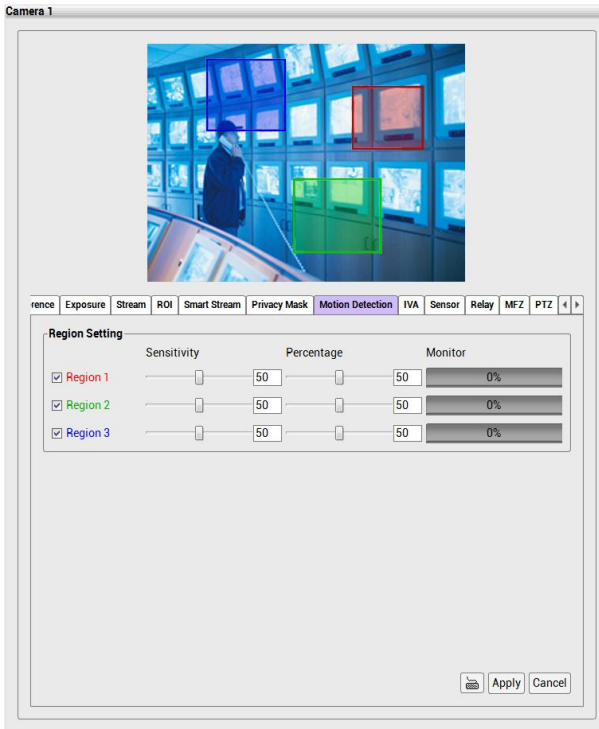 Camera 1
rence Exposure Stream ROI Smart Stream Privacy Mask Motion Detection IVA Sensor Relay MFZ PTZ
Region Setting
Sensitivity Percentage Monitor
Region 1 50 50 0%
Region 2 50 50 0%
Region 3 50 50 0%
Apply Cancel